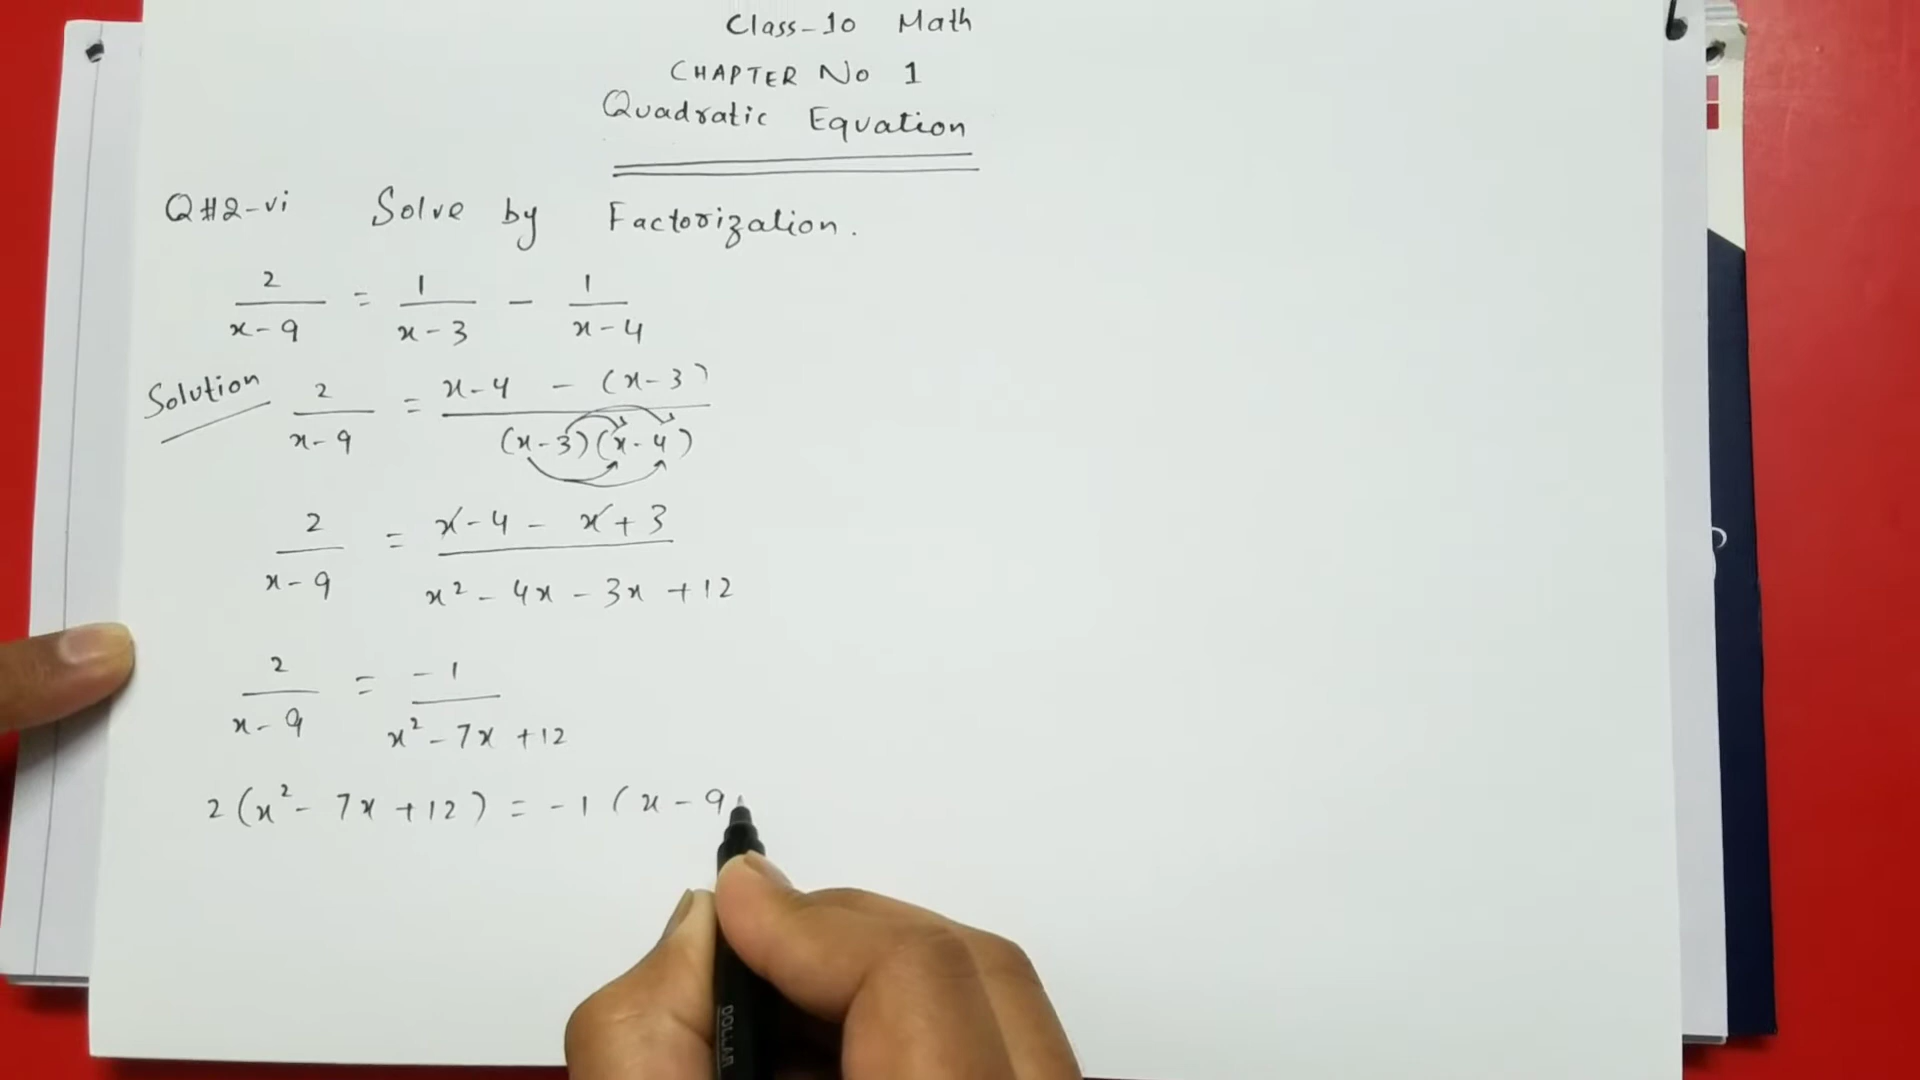 Class-10 Math
CHAPTER No 1
Quadratic Equation
Q#2-vi Solve by Factorization.
2/(x-9) = 1/(x-3) - 1/(x-4)
Solution 2/(x-9) = (x-4 - (x-3))/((x-3)(x-4))
2/(x-9) = (x-4 - x+3)/(x² - 4x - 3x + 12)
2/(x-9) = -1/(x² - 7x + 12)
2(x² - 7x + 12) = -1(x - 9
DOLLAR